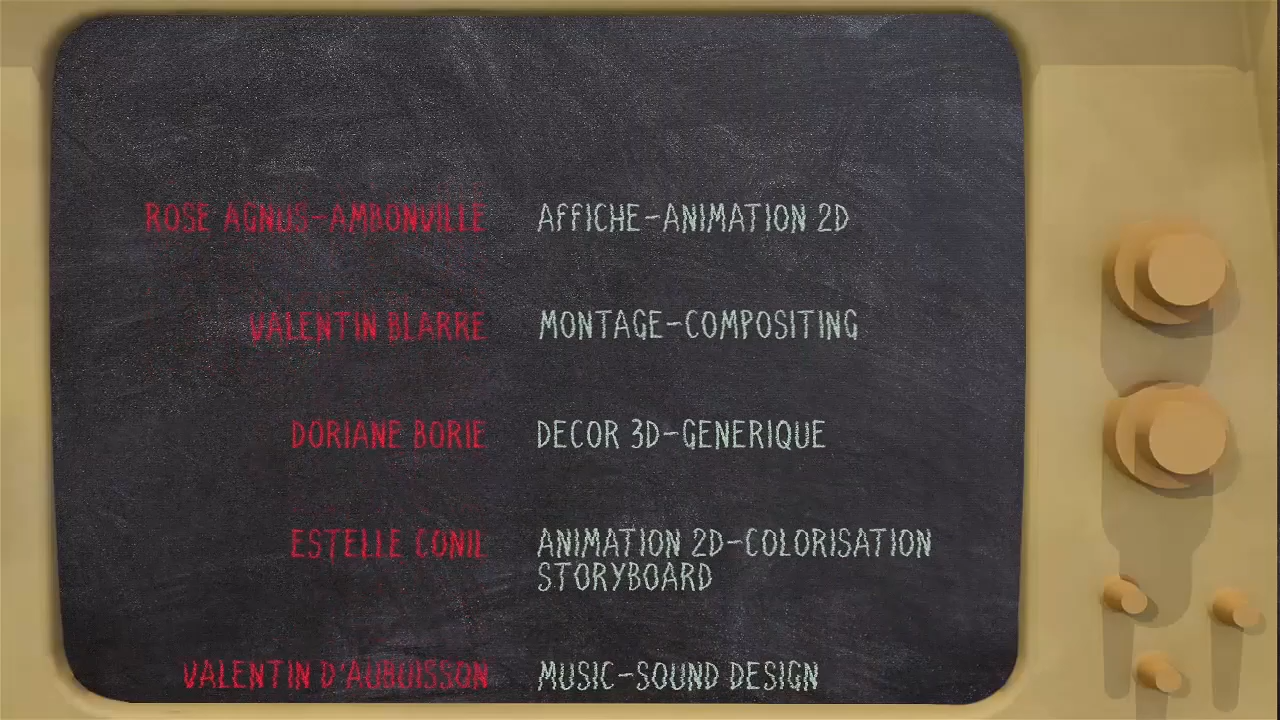 ROSE AGNUS-AMBONVILLE AFFICHE-ANIMATION 2D
VALENTIN BLARRE MONTAGE-COMPOSITING
DORIANE BORIE DECOR 3D-GENERIQUE
ESTELLE CONIL ANIMATION 2D-COLORISATION
STORYBOARD
VALENTIN D'AUBUISSON MUSIC-SOUND DESIGN